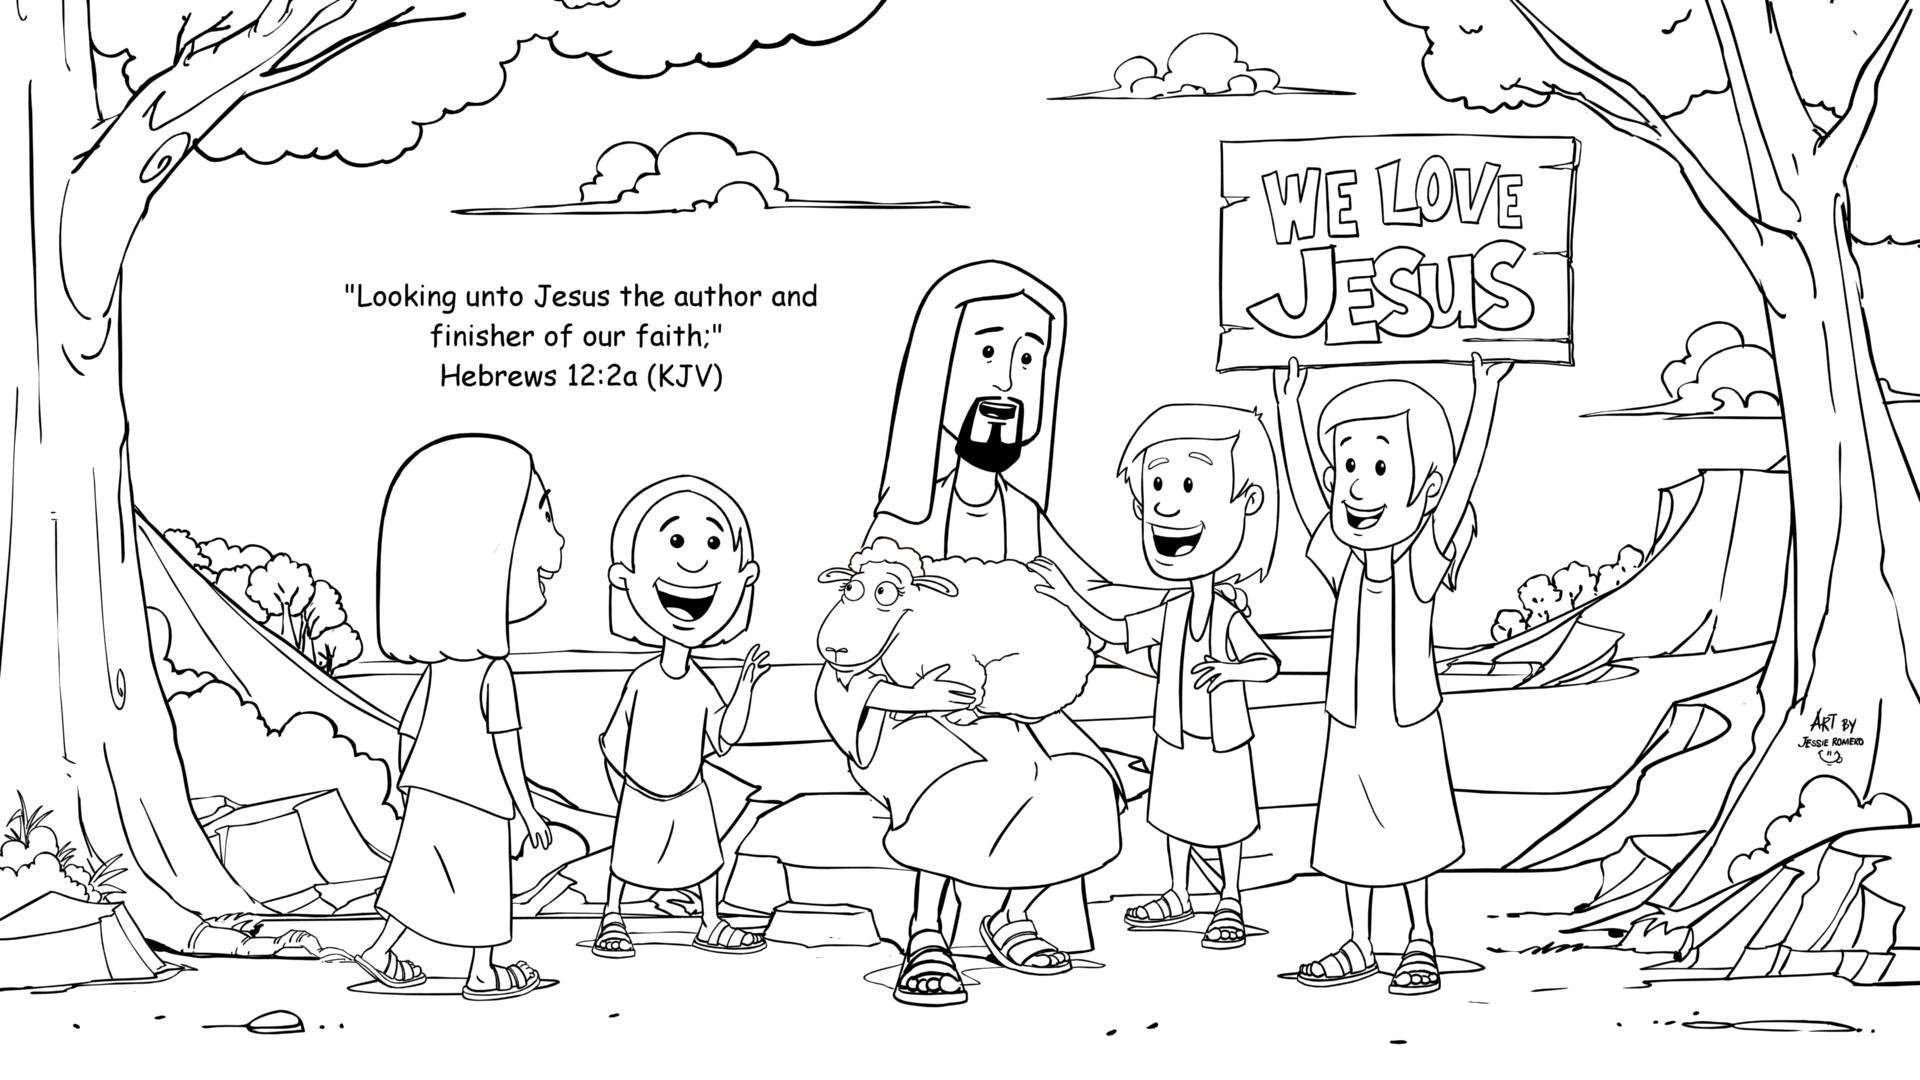 "Looking unto Jesus the author and
finisher of our faith;"
Hebrews 12:2a (KJV)
WE LOVE
JESUS
ART BY
JESSIE ROMERO